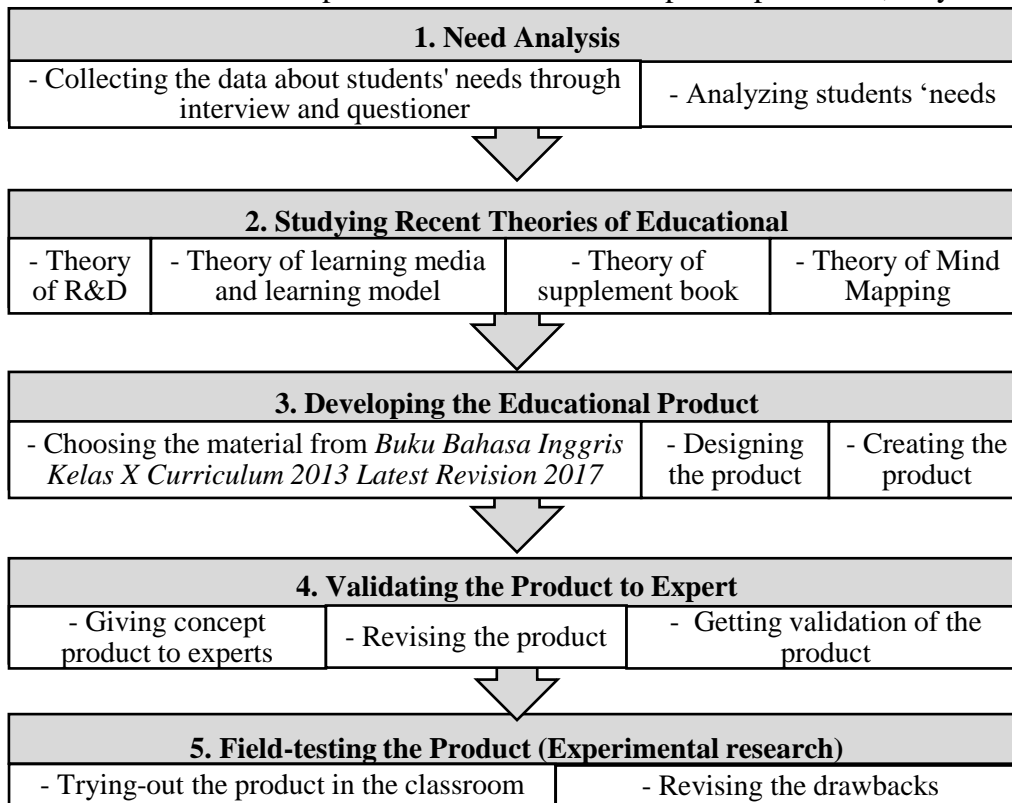 1. Need Analysis
- Collecting the data about students' needs through
interview and questioner
- Analyzing students ‘needs
2. Studying Recent Theories of Educational
- Theory
of R&D
- Theory of learning media
and learning model
- Theory of
supplement book
- Theory of Mind
Mapping
3. Developing the Educational Product
- Choosing the material from Buku Bahasa Inggris
Kelas X Curriculum 2013 Latest Revision 2017
- Designing
the product
- Creating the
product
4. Validating the Product to Expert
- Giving concept
product to experts
- Revising the product
- Getting validation of the
product
5. Field-testing the Product (Experimental research)
- Trying-out the product in the classroom
- Revising the drawbacks